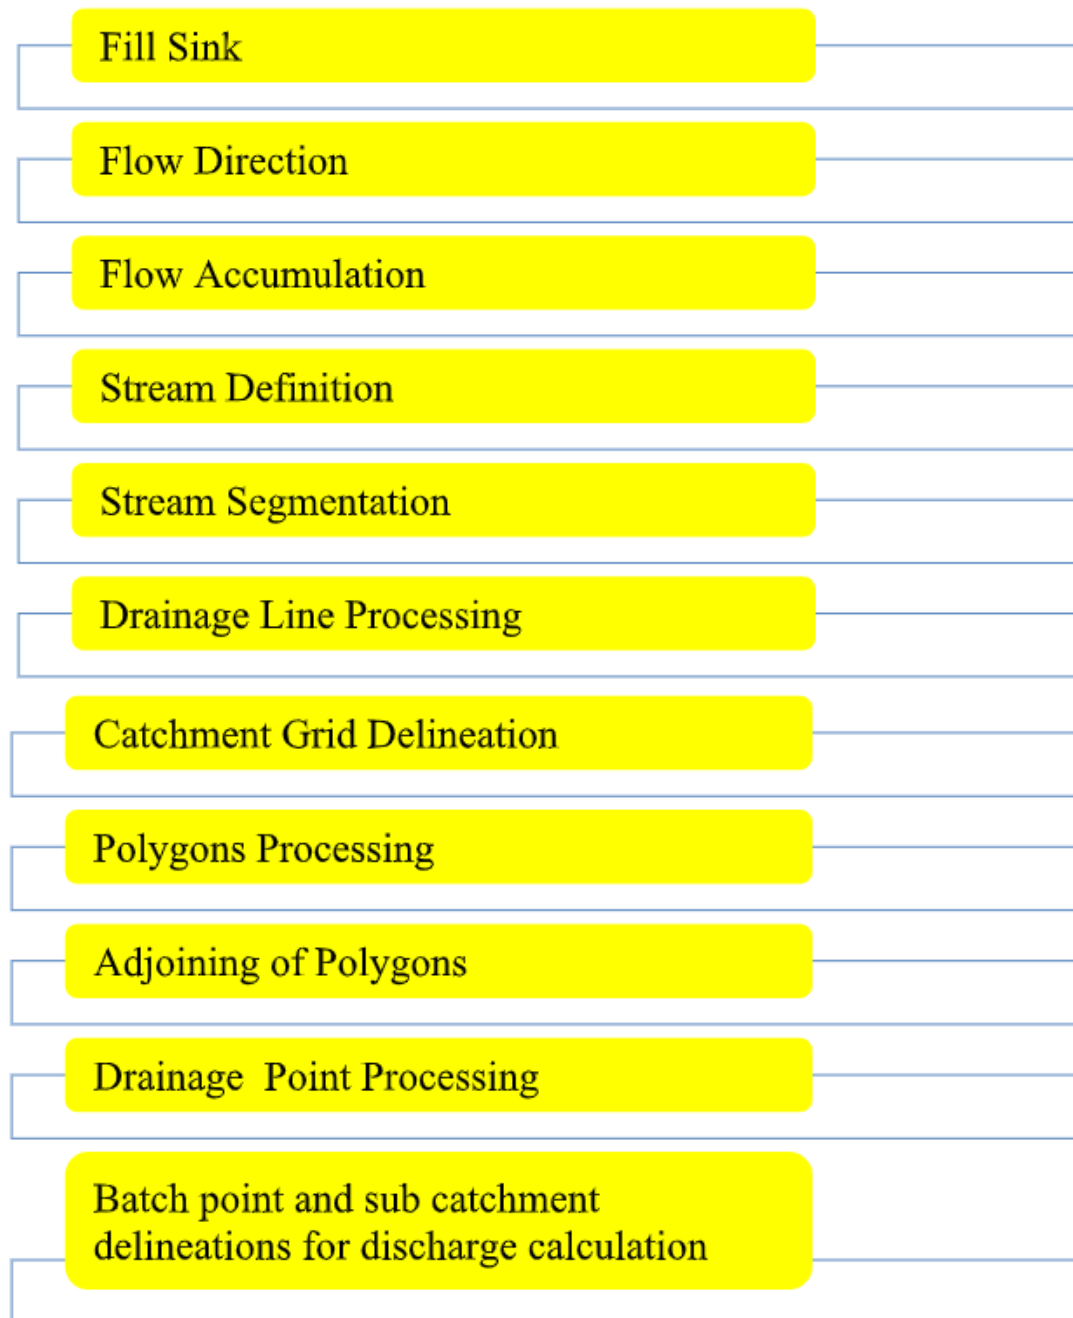 Fill Sink
Flow Direction
Flow Accumulation
Stream Definition
Stream Segmentation
Drainage Line Processing
Catchment Grid Delineation
Polygons Processing
Adjoining of Polygons
Drainage  Point Processing
Batch point and sub catchment
delineations for discharge calculation